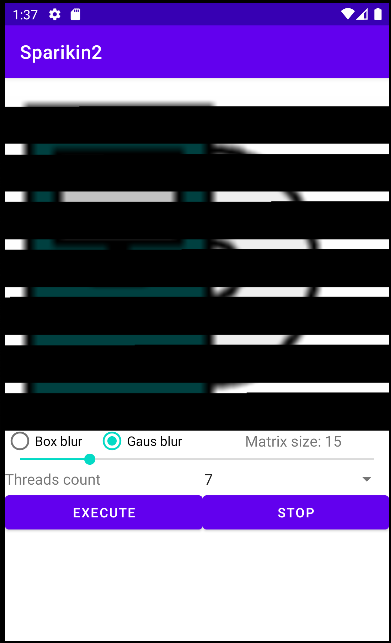 1:37
Sparikin2
Box blur Gaus blur Matrix size: 15
Threads count 7
EXECUTE STOP